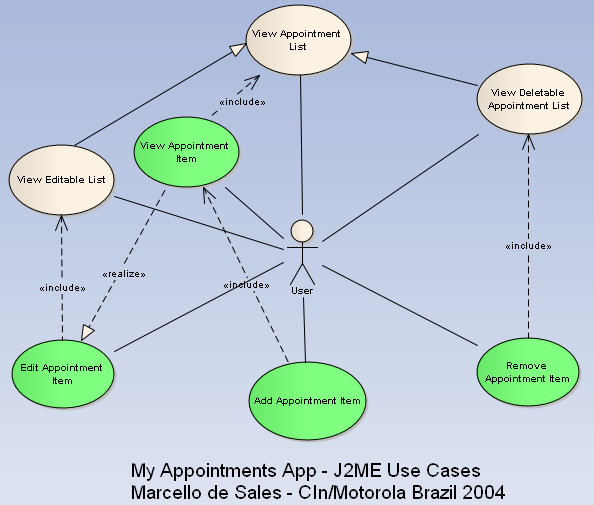 View Appointment
List
View Deletable
Appointment List
«include»
View Appointment
Item
View Editable List
«include»
«realize»
«include»
«include»
User
Edit Appointment
Item
Add Appointment Item
Remove
Appointment Item
My Appointments App - J2ME Use Cases
Marcello de Sales - CIn/Motorola Brazil 2004